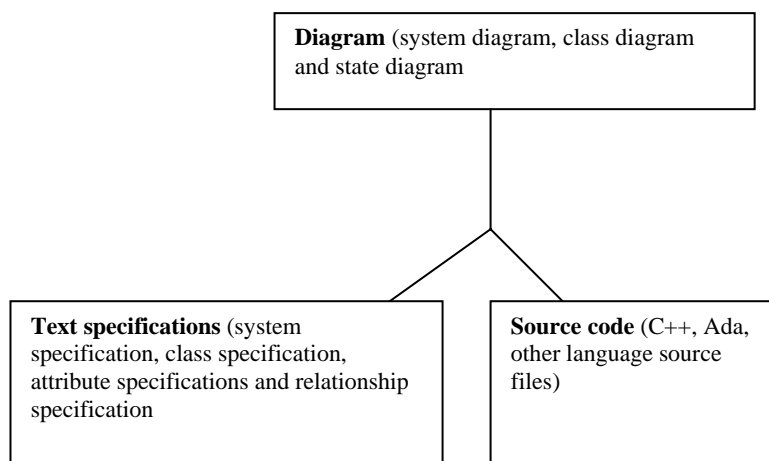 Diagram (system diagram, class diagram
and state diagram
Text specifications (system
specification, class specification,
attribute specifications and relationship
specification
Source code (C++, Ada,
other language source
files)